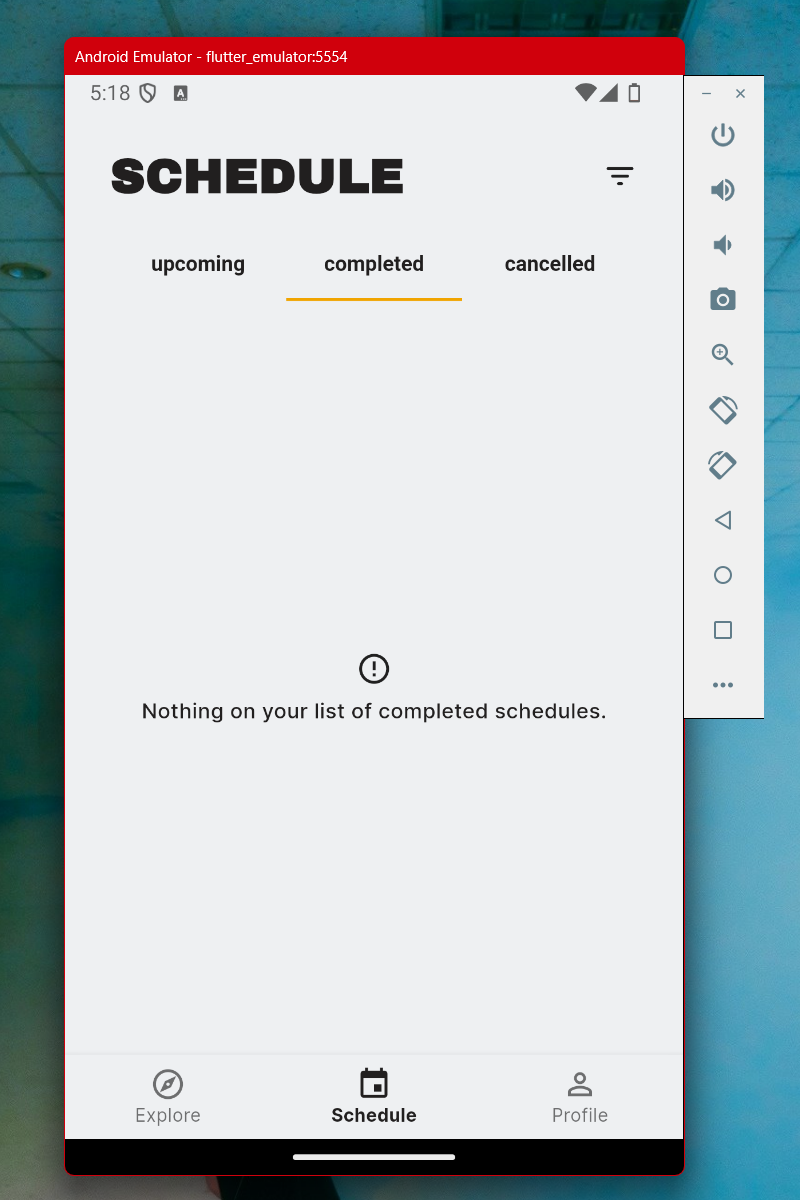 Android Emulator - flutter_emulator:5554
5:18
A
SCHEDULE
upcoming completed cancelled
Nothing on your list of completed schedules.
Explore Schedule Profile